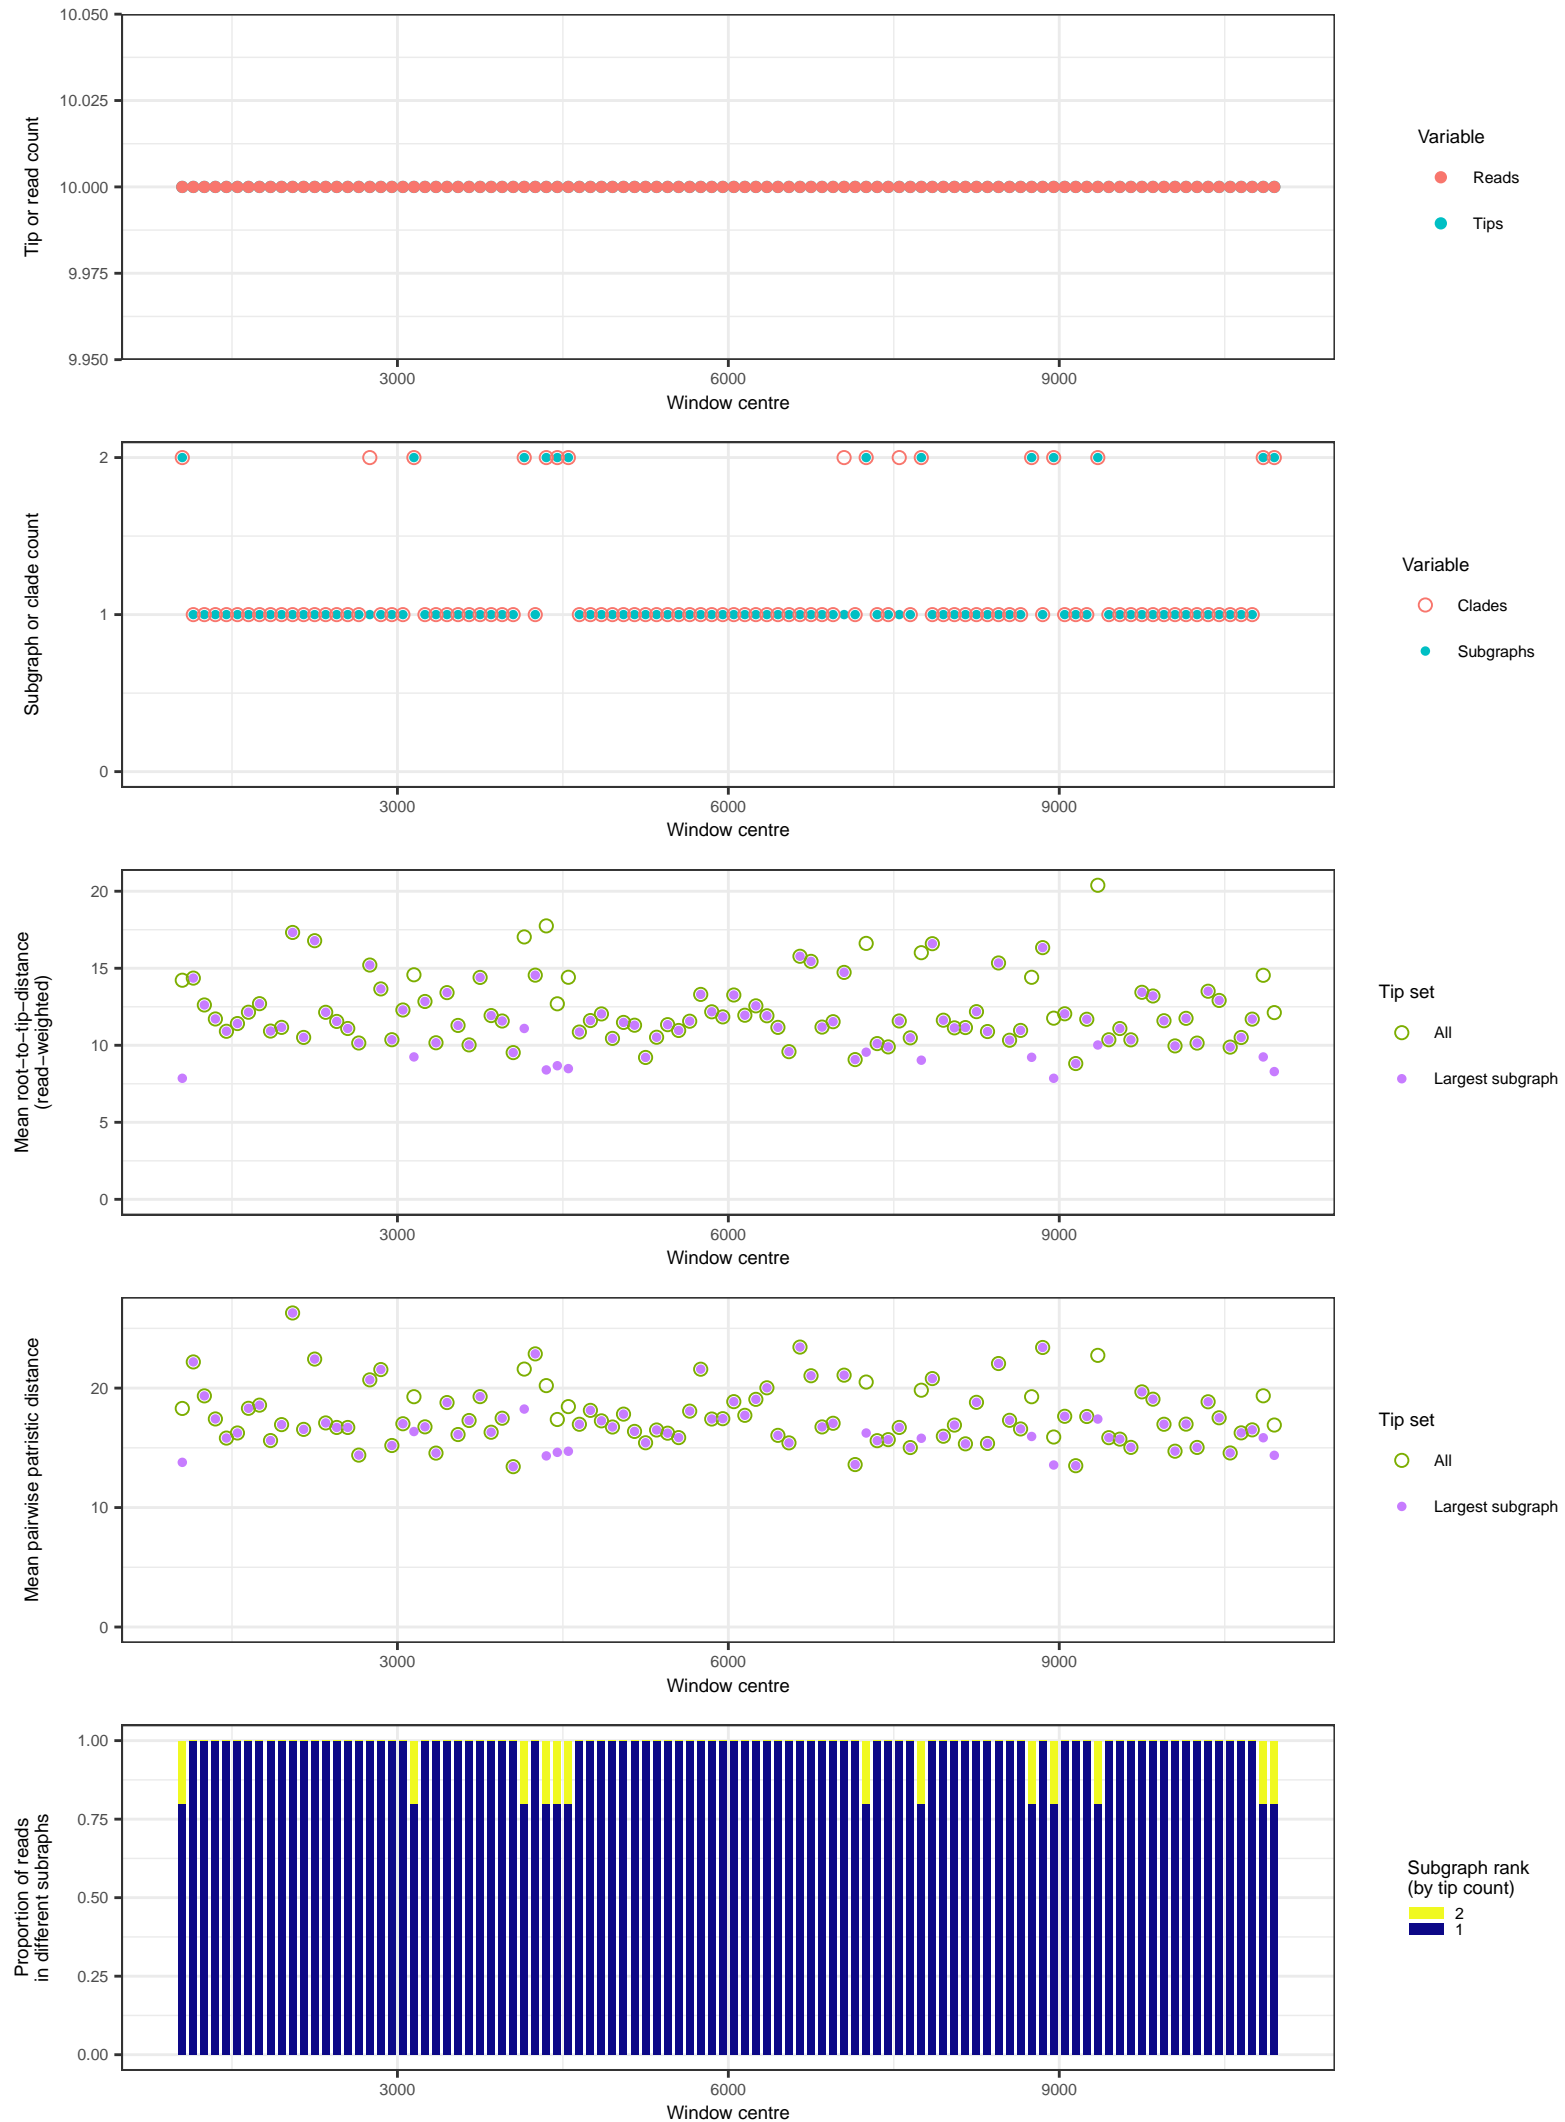 10.050
10.025
10.000
9.975
9.950
Tip or read count
3000 6000 9000
Window centre
Variable
Reads
Tips
2
1
0
Subgraph or clade count
3000 6000 9000
Window centre
Variable
Clades
Subgraphs
20
15
10
5
0
Mean root−to−tip−distance
(read−weighted)
3000 6000 9000
Window centre
Tip set
All
Largest subgraph
20
10
0
Mean pairwise patristic distance
3000 6000 9000
Window centre
Tip set
All
Largest subgraph
1.00
0.75
0.50
0.25
0.00
Proportion of reads
in different subraphs
3000 6000 9000
Window centre
Subgraph rank
(by tip count)
2
1